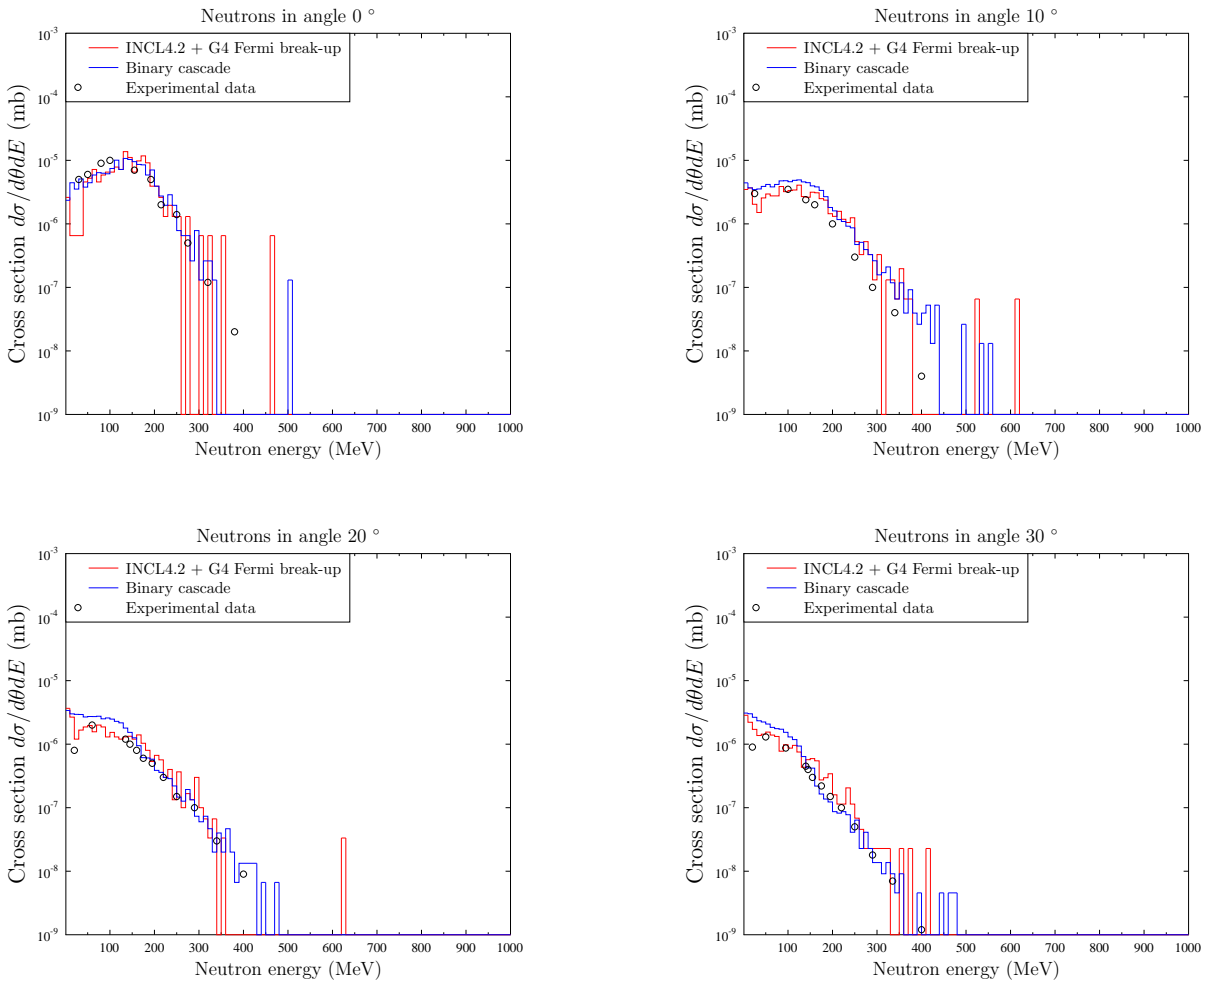 Neutrons in angle 0 °
INCL4.2 + G4 Fermi break-up
Binary cascade
Experimental data
Cross section dσ/dθdE (mb)
10⁻³
10⁻⁴
10⁻⁵
10⁻⁶
10⁻⁷
10⁻⁸
10⁻⁹
100 200 300 400 500 600 700 800 900 1000
Neutron energy (MeV)
Neutrons in angle 10 °
INCL4.2 + G4 Fermi break-up
Binary cascade
Experimental data
Cross section dσ/dθdE (mb)
10⁻³
10⁻⁴
10⁻⁵
10⁻⁶
10⁻⁷
10⁻⁸
10⁻⁹
100 200 300 400 500 600 700 800 900 1000
Neutron energy (MeV)
Neutrons in angle 20 °
INCL4.2 + G4 Fermi break-up
Binary cascade
Experimental data
Cross section dσ/dθdE (mb)
10⁻³
10⁻⁴
10⁻⁵
10⁻⁶
10⁻⁷
10⁻⁸
10⁻⁹
100 200 300 400 500 600 700 800 900 1000
Neutron energy (MeV)
Neutrons in angle 30 °
INCL4.2 + G4 Fermi break-up
Binary cascade
Experimental data
Cross section dσ/dθdE (mb)
10⁻³
10⁻⁴
10⁻⁵
10⁻⁶
10⁻⁷
10⁻⁸
10⁻⁹
100 200 300 400 500 600 700 800 900 1000
Neutron energy (MeV)